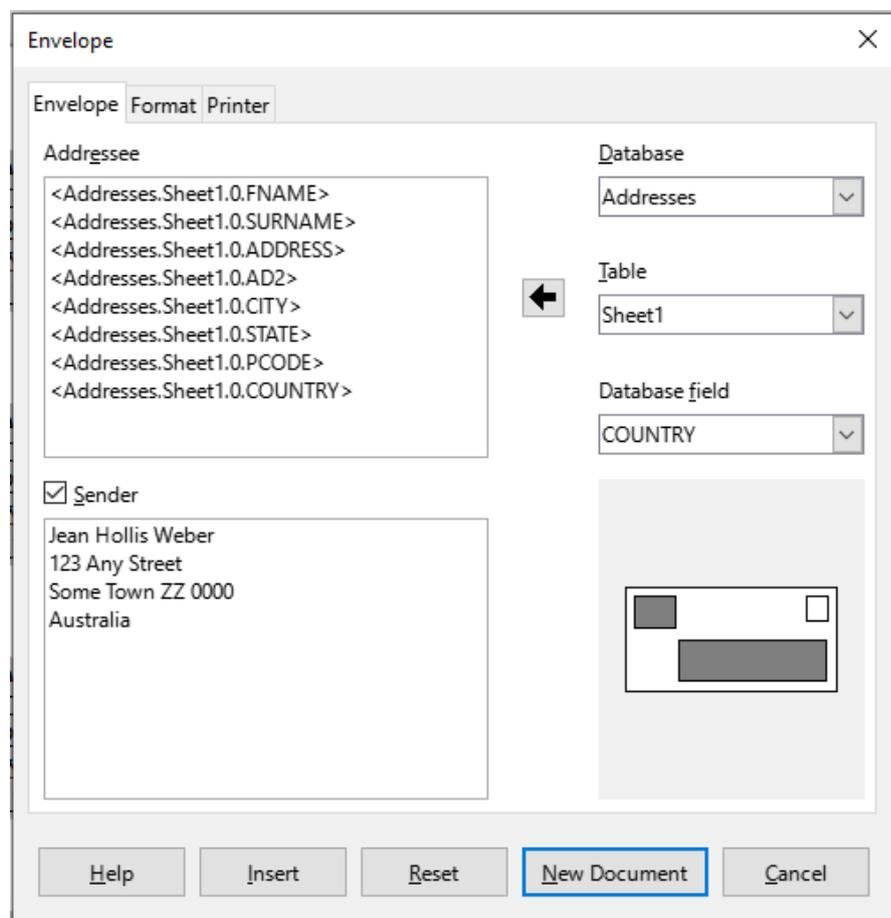 Envelope
Envelope Format Printer
Addressee
<Addresses.Sheet1.0.FNAME>
<Addresses.Sheet1.0.SURNAME>
<Addresses.Sheet1.0.ADDRESS>
<Addresses.Sheet1.0.AD2>
<Addresses.Sheet1.0.CITY>
<Addresses.Sheet1.0.STATE>
<Addresses.Sheet1.0.PCODE>
<Addresses.Sheet1.0.COUNTRY>
Database
Addresses
Table
Sheet1
Database field
COUNTRY
Sender
Jean Hollis Weber
123 Any Street
Some Town ZZ 0000
Australia
Help Insert Reset New Document Cancel